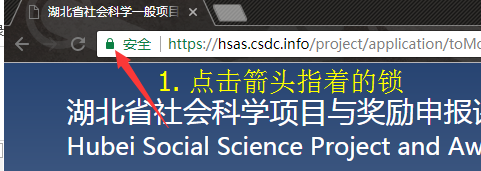 湖北省社会科学一般项目
安全 https://hsas.csdc.info/project/application/toMo
1. 点击箭头指着的锁
湖北省社会科学项目与奖励申报评
Hubei Social Science Project and Aw